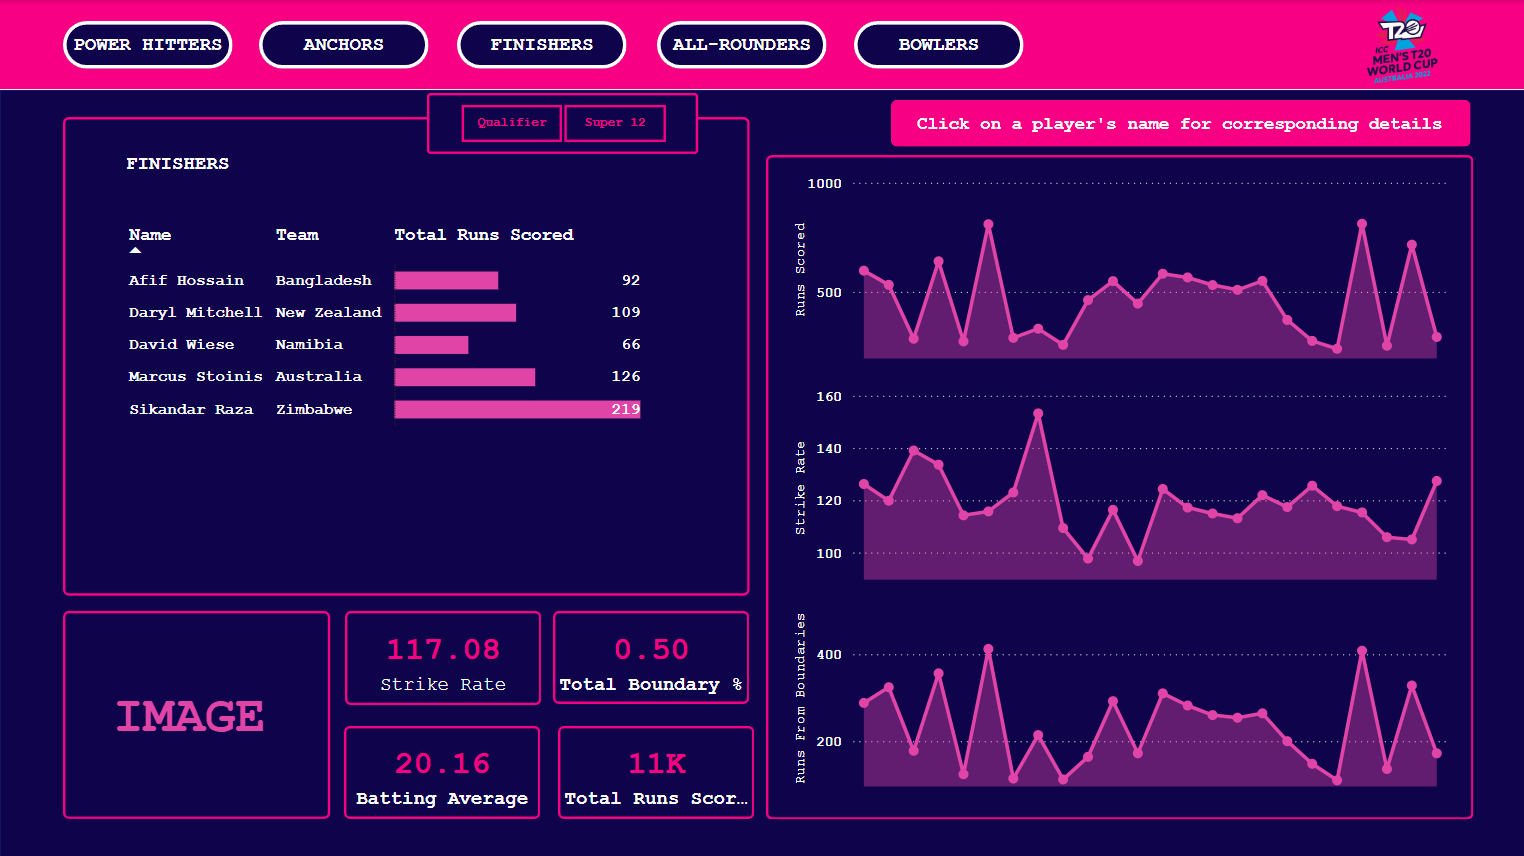 POWER HITTERS
ANCHORS
FINISHERS
ALL-ROUNDERS
BOWLERS
T20
ICC
MEN'S T20
WORLD CUP
AUSTRALIA 2022
Qualifier
Super 12
Click on a player's name for corresponding details
FINISHERS
Name Team Total Runs Scored
Afif Hossain Bangladesh 92
Daryl Mitchell New Zealand 109
David Wiese Namibia 66
Marcus Stoinis Australia 126
Sikandar Raza Zimbabwe 219
IMAGE
117.08
Strike Rate
0.50
Total Boundary %
20.16
Batting Average
11K
Total Runs Scor…
Runs Scored
1000
500
Strike Rate
160
140
120
100
Runs From Boundaries
400
200